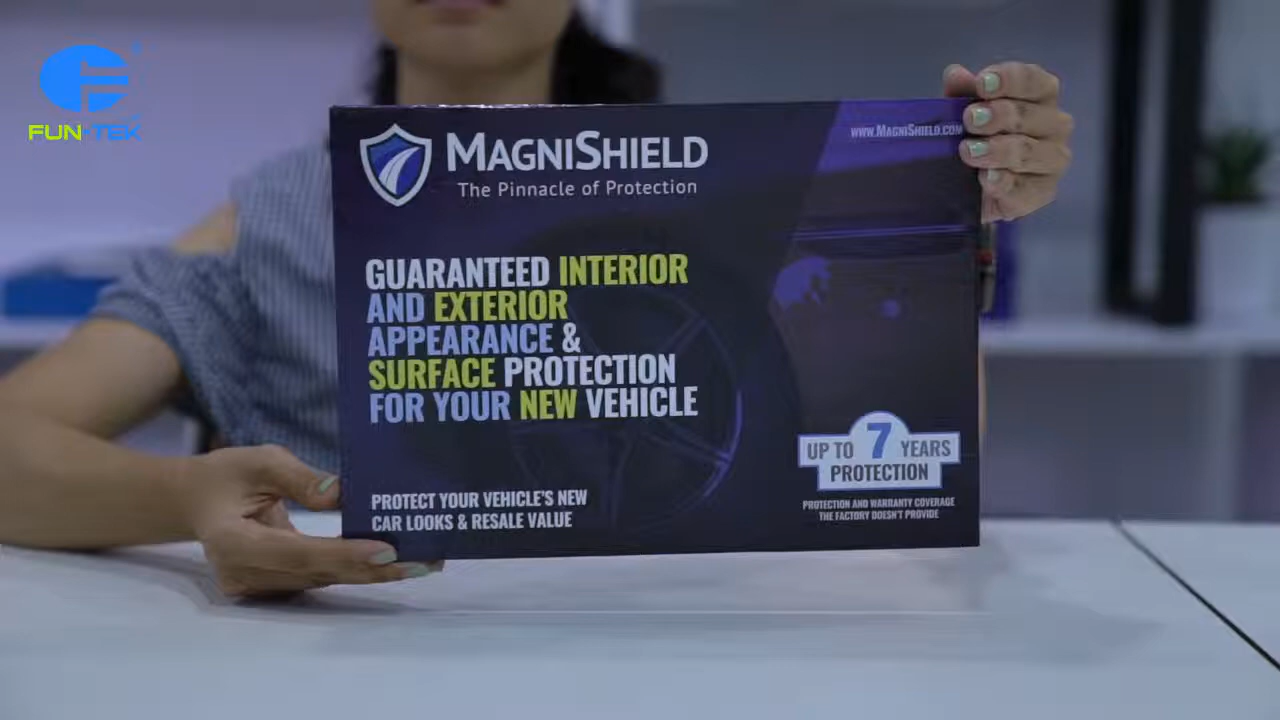 FUN-TEK
MAGNISHIELD
The Pinnacle of Protection
WWW.MAGNISHIELD.COM
GUARANTEED INTERIOR
AND EXTERIOR
APPEARANCE &
SURFACE PROTECTION
FOR YOUR NEW VEHICLE
UP TO 7 YEARS
PROTECTION
PROTECTION AND WARRANTY COVERAGE
THE FACTORY DOESN'T PROVIDE
PROTECT YOUR VEHICLE'S NEW
CAR LOOKS & RESALE VALUE